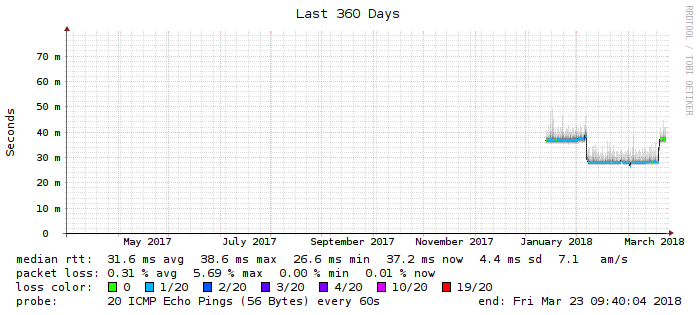 Last 360 Days
RRDTOOL / TOBI OETIKER
Seconds
70 m
60 m
50 m
40 m
30 m
20 m
10 m
0
May 2017 July 2017 September 2017 November 2017 January 2018 March 2018
median rtt: 31.6 ms avg 38.6 ms max 26.6 ms min 37.2 ms now 4.4 ms sd 7.1 am/s
packet loss: 0.31 % avg 5.69 % max 0.00 % min 0.01 % now
loss color: 0 1/20 2/20 3/20 4/20 10/20 19/20
probe: 20 ICMP Echo Pings (56 Bytes) every 60s end: Fri Mar 23 09:40:04 2018